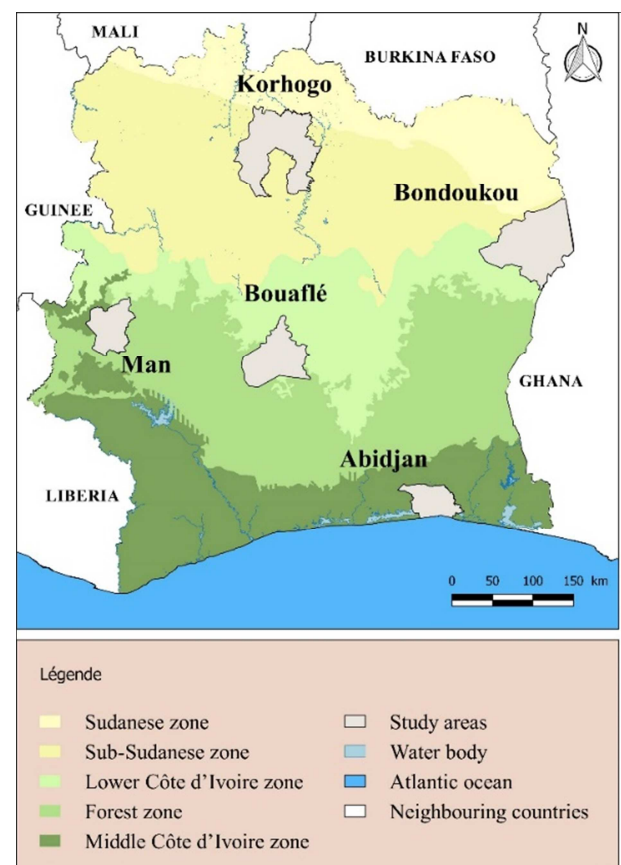 MALI
N
BURKINA FASO
Korhogo
Bondoukou
GUINEE
Bouaflé
Man
GHANA
Abidjan
LIBERIA
0 50 100 150 km
Légende
Sudanese zone
Sub-Sudanese zone
Lower Côte d'Ivoire zone
Forest zone
Middle Côte d'Ivoire zone
Study areas
Water body
Atlantic ocean
Neighbouring countries